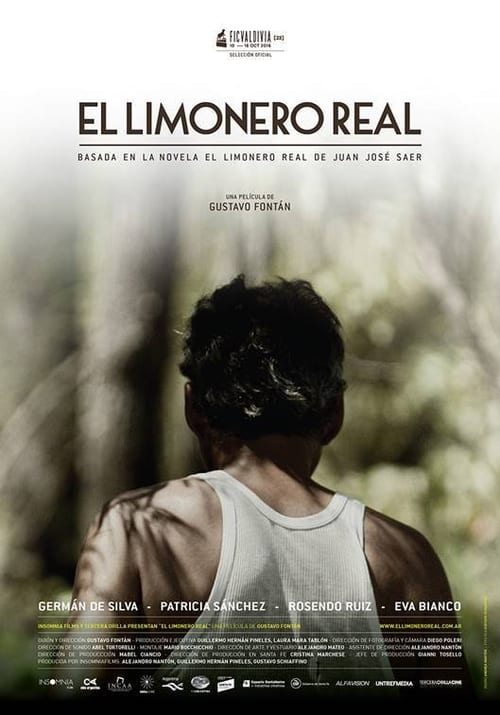 FICVALDIVIA [23]
10 — 16 OCT 2016
SELECCIÓN OFICIAL
EL LIMONERO REAL
BASADA EN LA NOVELA EL LIMONERO REAL DE JUAN JOSÉ SAER
UNA PELÍCULA DE
GUSTAVO FONTÁN
GERMÁN DE SILVA - PATRICIA SÁNCHEZ - ROSENDO RUIZ - EVA BIANCO
INSOMNIA FILMS Y TERCERA ORILLA PRESENTAN "EL LIMONERO REAL" UNA PELÍCULA DE GUSTAVO FONTÁN
WWW.ELLIMONEROREAL.COM.AR
GUIÓN Y DIRECCIÓN GUSTAVO FONTÁN - PRODUCCIÓN EJECUTIVA GUILLERMO HERNÁN PINELES, LAURA MARA TABLÓN - DIRECCIÓN DE FOTOGRAFÍA Y CÁMARA DIEGO POLERI
DIRECCIÓN DE SONIDO ABEL TORTORELLI - MONTAJE MARIO BOCCHICCHIO - DIRECCIÓN DE ARTE Y VESTUARIO ALEJANDRO MATEO - ASISTENTE DE DIRECCIÓN ALEJANDRO NANTÓN
DIRECCIÓN DE PRODUCCIÓN MABEL CIANCIO - DIRECCIÓN DE PRODUCCIÓN EN SANTA FE CRISTINA MARCHESE - JEFE DE PRODUCCIÓN GIANNI TOSELLO
PRODUCIDA POR INSOMNIAFILMS: ALEJANDRO NANTÓN, GUILLERMO HERNÁN PINELES, GUSTAVO SCHIAFFINO
INSOMNIA INCAA Argentina Espacio Santafesino ALFAVISION UNTREFMEDIA TERCERAORILLACINE